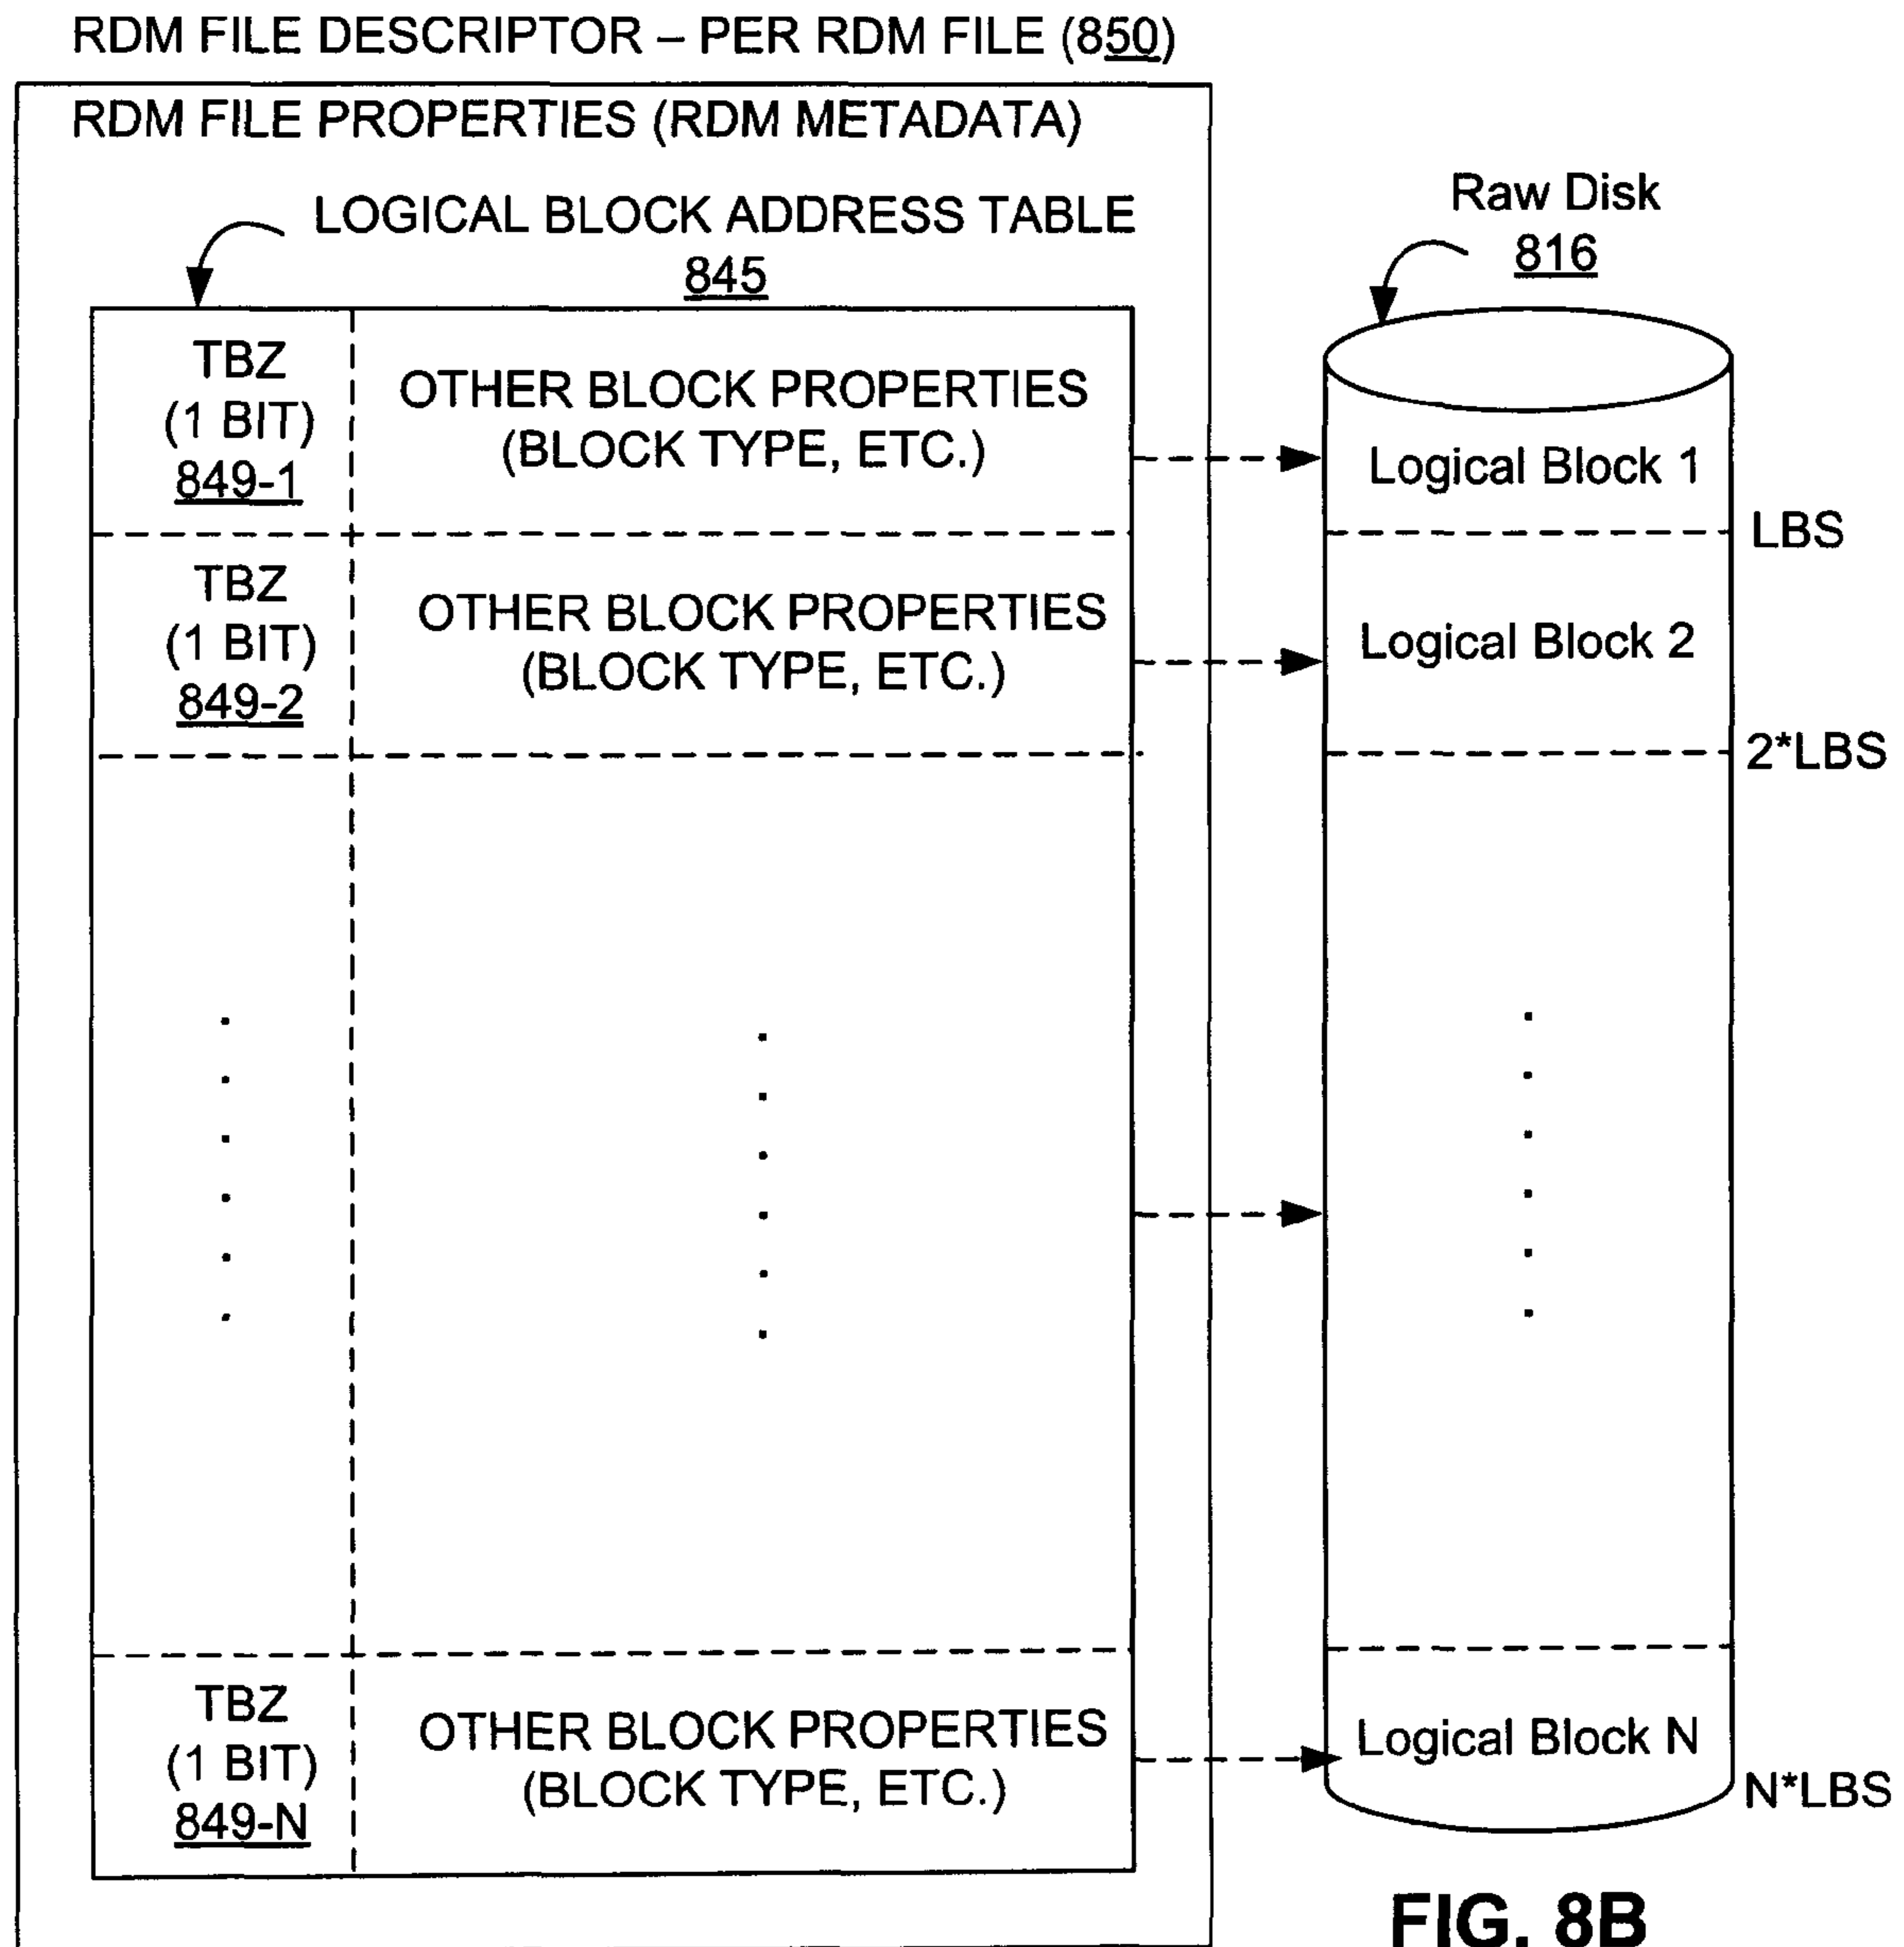 RDM FILE DESCRIPTOR – PER RDM FILE (850)
RDM FILE PROPERTIES (RDM METADATA)
LOGICAL BLOCK ADDRESS TABLE
845
Raw Disk
816
TBZ
(1 BIT)
849-1
OTHER BLOCK PROPERTIES
(BLOCK TYPE, ETC.)
Logical Block 1
LBS
TBZ
(1 BIT)
849-2
OTHER BLOCK PROPERTIES
(BLOCK TYPE, ETC.)
Logical Block 2
2*LBS
TBZ
(1 BIT)
849-N
OTHER BLOCK PROPERTIES
(BLOCK TYPE, ETC.)
Logical Block N
N*LBS
FIG. 8B